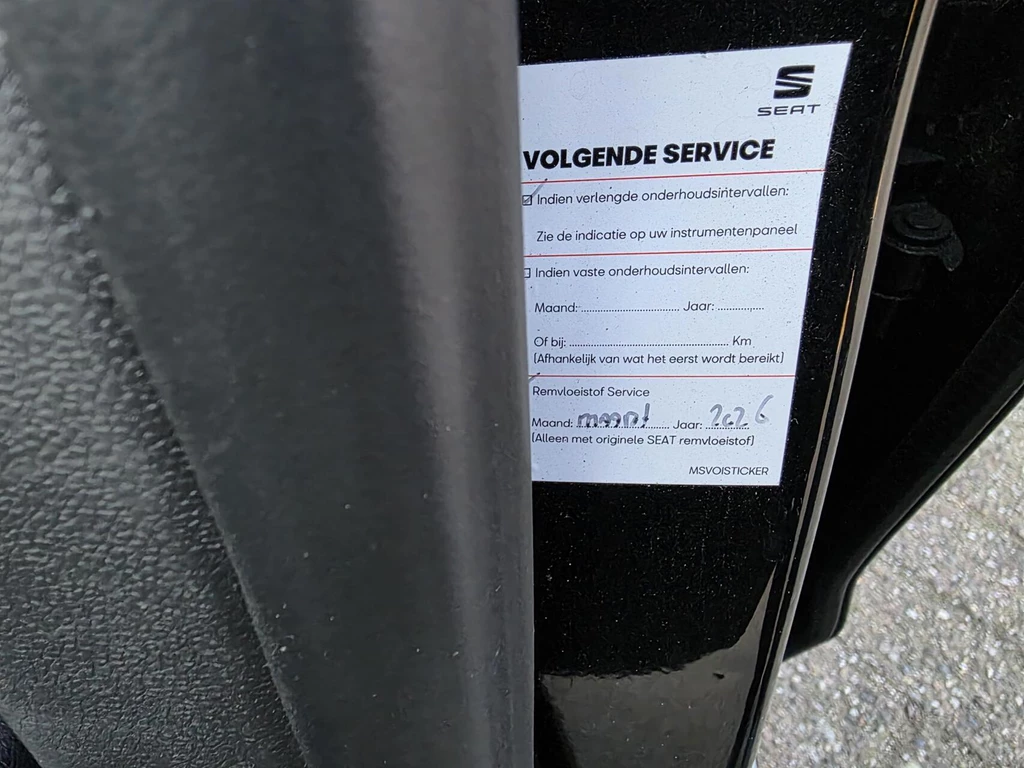 SEAT
VOLGENDE SERVICE
☑ Indien verlengde onderhoudsintervallen:
Zie de indicatie op uw instrumentenpaneel
☐ Indien vaste onderhoudsintervallen:
Maand: .................................. Jaar: ................
Of bij: ....................................................... Km
(Afhankelijk van wat het eerst wordt bereikt)
Remvloeistof Service
Maand: maart Jaar: 2026
(Alleen met originele SEAT remvloeistof)
MSVOISTICKER